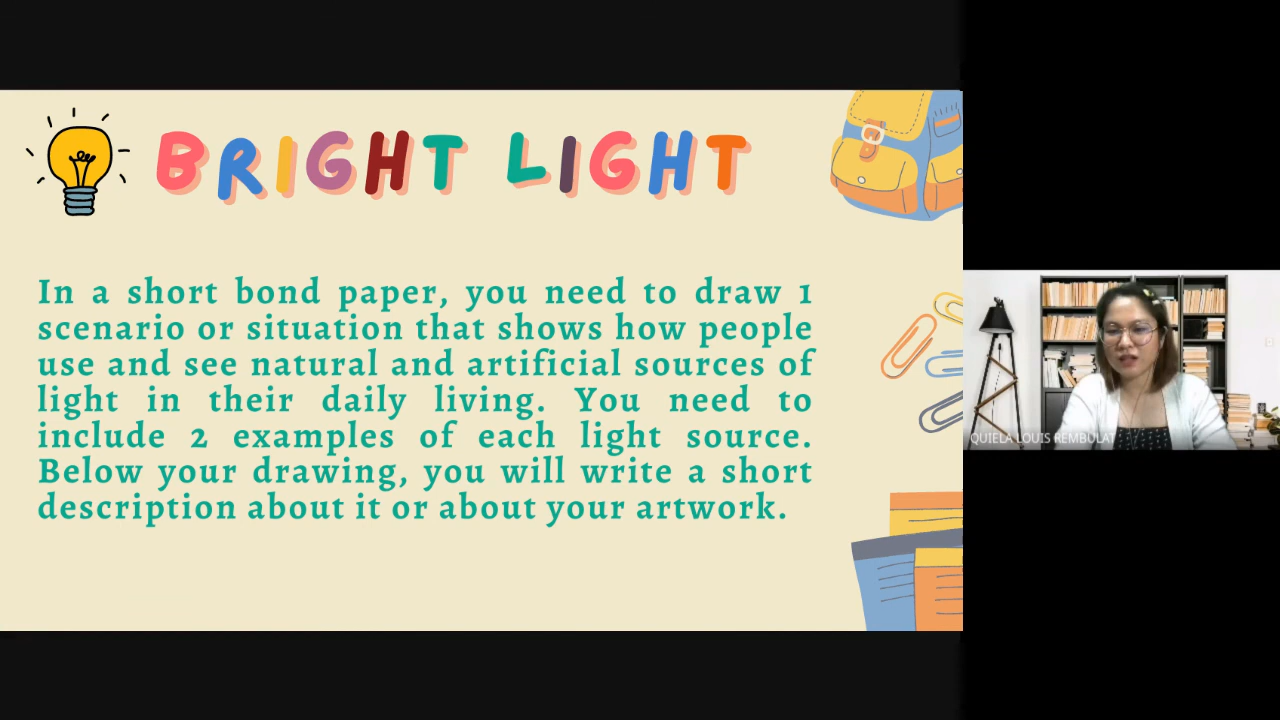 BRIGHT LIGHT
In a short bond paper, you need to draw 1
scenario or situation that shows how people
use and see natural and artificial sources of
light in their daily living. You need to
include 2 examples of each light source.
Below your drawing, you will write a short
description about it or about your artwork.
QUIELA LOUIS REMBULAT